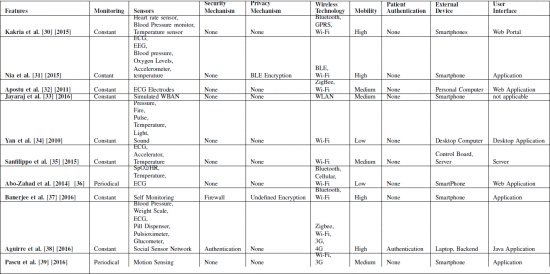 Features Monitoring Sensors Security Mechanism Privacy Mechanism Wireless Technology Mobility Patient Authentication External Device User Interface
Kakria et al. [30] [2015] Constant Heart rate sensor, Blood Pressure monitor, Temperature sensor None None Bluetooth, GPRS, Wi-Fi High None Smartphones Web Portal
Nia et al. [31] [2015] Contant ECG, EEG, Blood pressure, Oxygen Levels, Accelerometer, temperature None BLE Encryption BLE, Wi-Fi High None Smartphone Application
Apostu et al. [32] [2011] Constant ECG Electrodes None None ZigBee, Wi-Fi Medium None Personal Computer Web Application
Jayaraj et al. [33] [2016] Constant Simulated WBAN None None WLAN Medium None Smartphone not applicable
Yan et al. [34] [2010] Constant Pressure, Fire, Pulse, Temperature, Light, Sound None None Wi-Fi Low None Desktop Computer Desktop Application
Sanfilippo et al. [35] [2015] Constant ECG, Accelerator, Temperature None None Wi-Fi Medium None Control Board, Server Server
Abo-Zahad et al. [2014] [36] Periodical SpO2/HR, Temperature, ECG None None Bluetooth, Cellular, Wi-Fi Low None SmartPhone Web Application
Banerjee et al. [37] [2016] Constant Self Monitoring Firewall Undefined Encryption Bluetooth, Wi-Fi High None Smartphone Application
Aguirre et al. [38] [2016] Constant Blood Pressure, Weight Scale, ECG, Pill Dispenser, Pulsioximeter, Glucometer, Social Sensor Network Authentication None Zigbee, Wi-Fi, 3G, 4G High Authentication Laptop, Backend Java Application
Pascu et al. [39] [2016] Periodical Motion Sensing None None Wi-Fi, 3G Medium None Smartphone Application